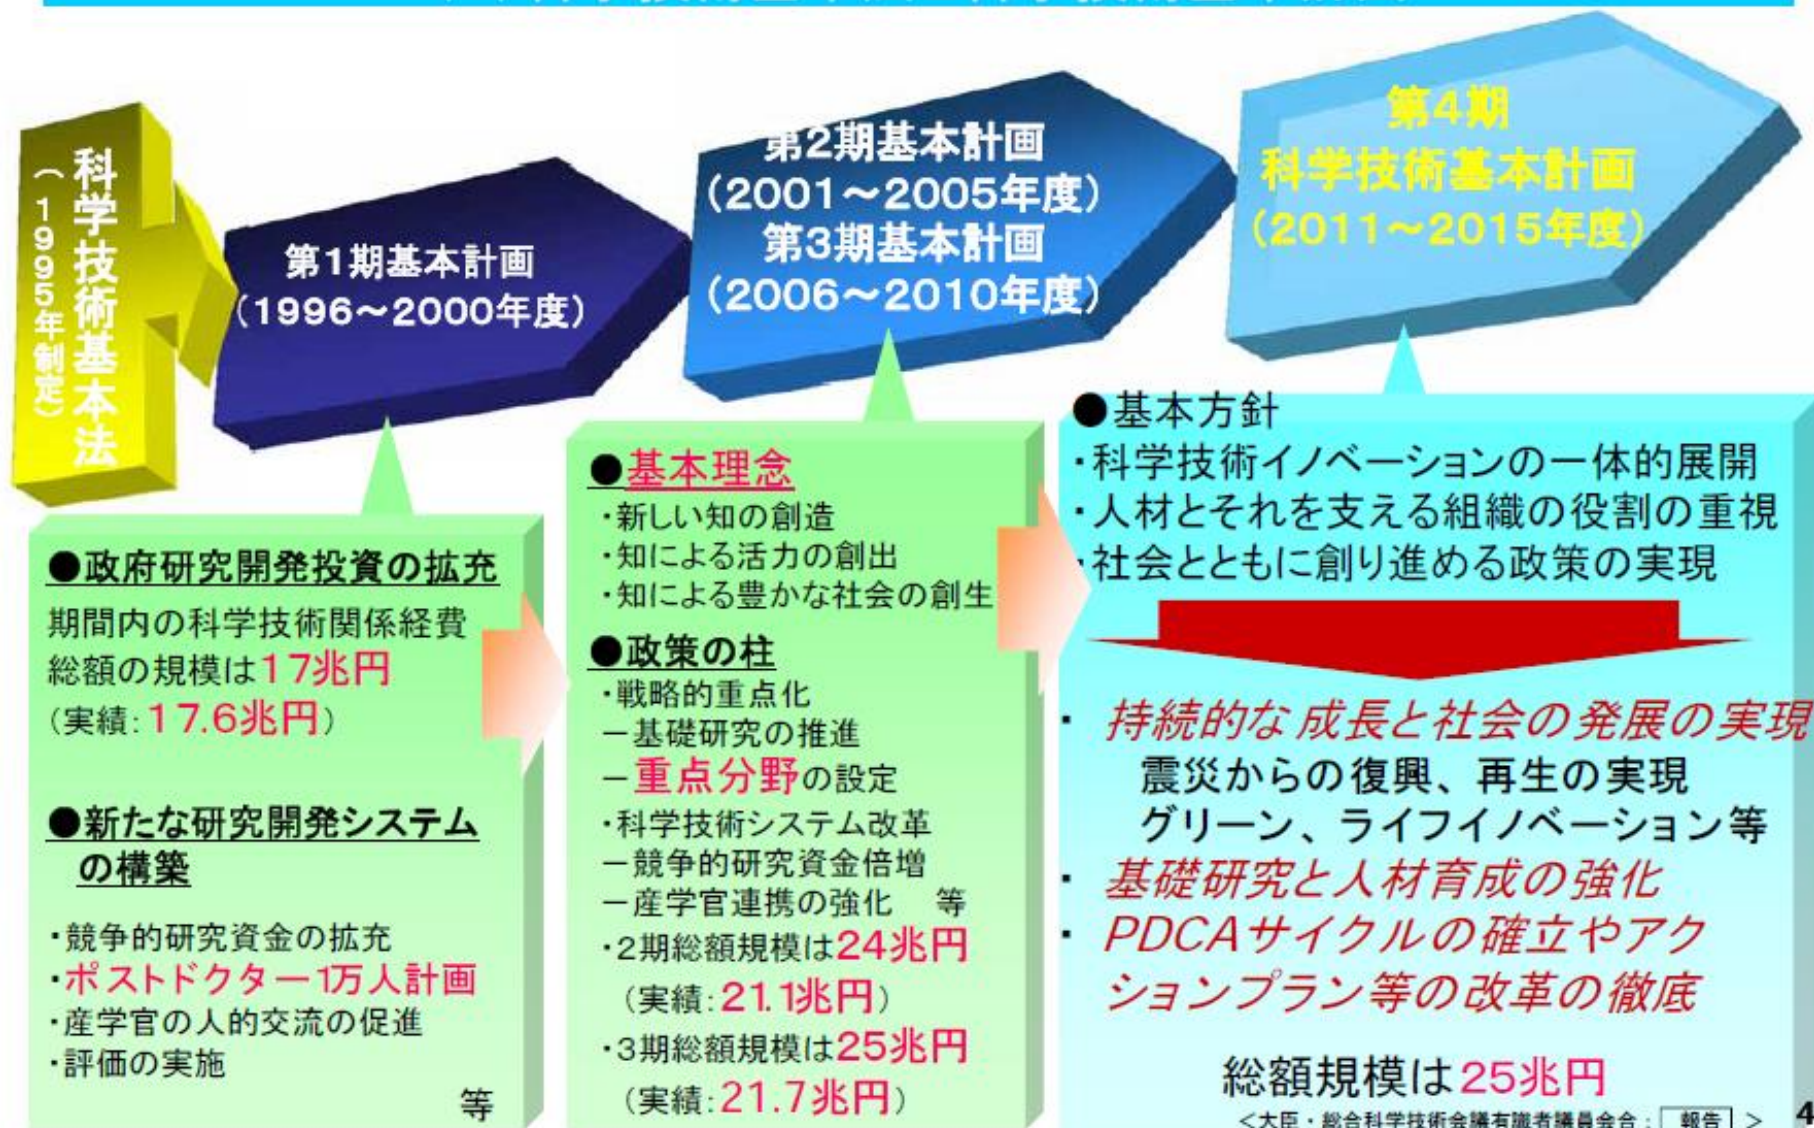 科学技術基本法
（1995年制定）
第1期基本計画
（1996～2000年度）
第2期基本計画
（2001～2005年度）
第3期基本計画
（2006～2010年度）
第4期
科学技術基本計画
（2011～2015年度）
●政府研究開発投資の拡充
期間内の科学技術関係経費
総額の規模は17兆円
（実績：17.6兆円）
●新たな研究開発システム
の構築
・競争的研究資金の拡充
・ポストドクター1万人計画
・産学官の人的交流の促進
・評価の実施
等
●基本理念
・新しい知の創造
・知による活力の創出
・知による豊かな社会の創生
●政策の柱
・戦略的重点化
－基礎研究の推進
－重点分野の設定
・科学技術システム改革
－競争的研究資金倍増
－産学官連携の強化　等
・2期総額規模は24兆円
（実績：21.1兆円）
・3期総額規模は25兆円
（実績：21.7兆円）
●基本方針
・科学技術イノベーションの一体的展開
・人材とそれを支える組織の役割の重視
・社会とともに創り進める政策の実現
・ 持続的な成長と社会の発展の実現
震災からの復興、再生の実現
グリーン、ライフイノベーション等
・ 基礎研究と人材育成の強化
・ PDCAサイクルの確立やアク
ションプラン等の改革の徹底
総額規模は25兆円
＜大臣・総合科学技術会議有識者議員会合：報告＞
4